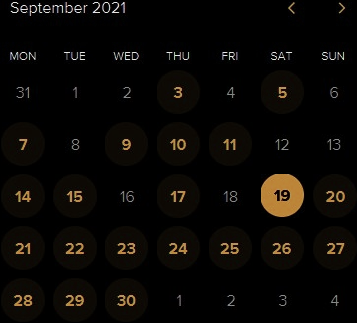 September 2021 < >
MON TUE WED THU FRI SAT SUN
31 1 2 3 4 5 6
7 8 9 10 11 12 13
14 15 16 17 18 19 20
21 22 23 24 25 26 27
28 29 30 1 2 3 4